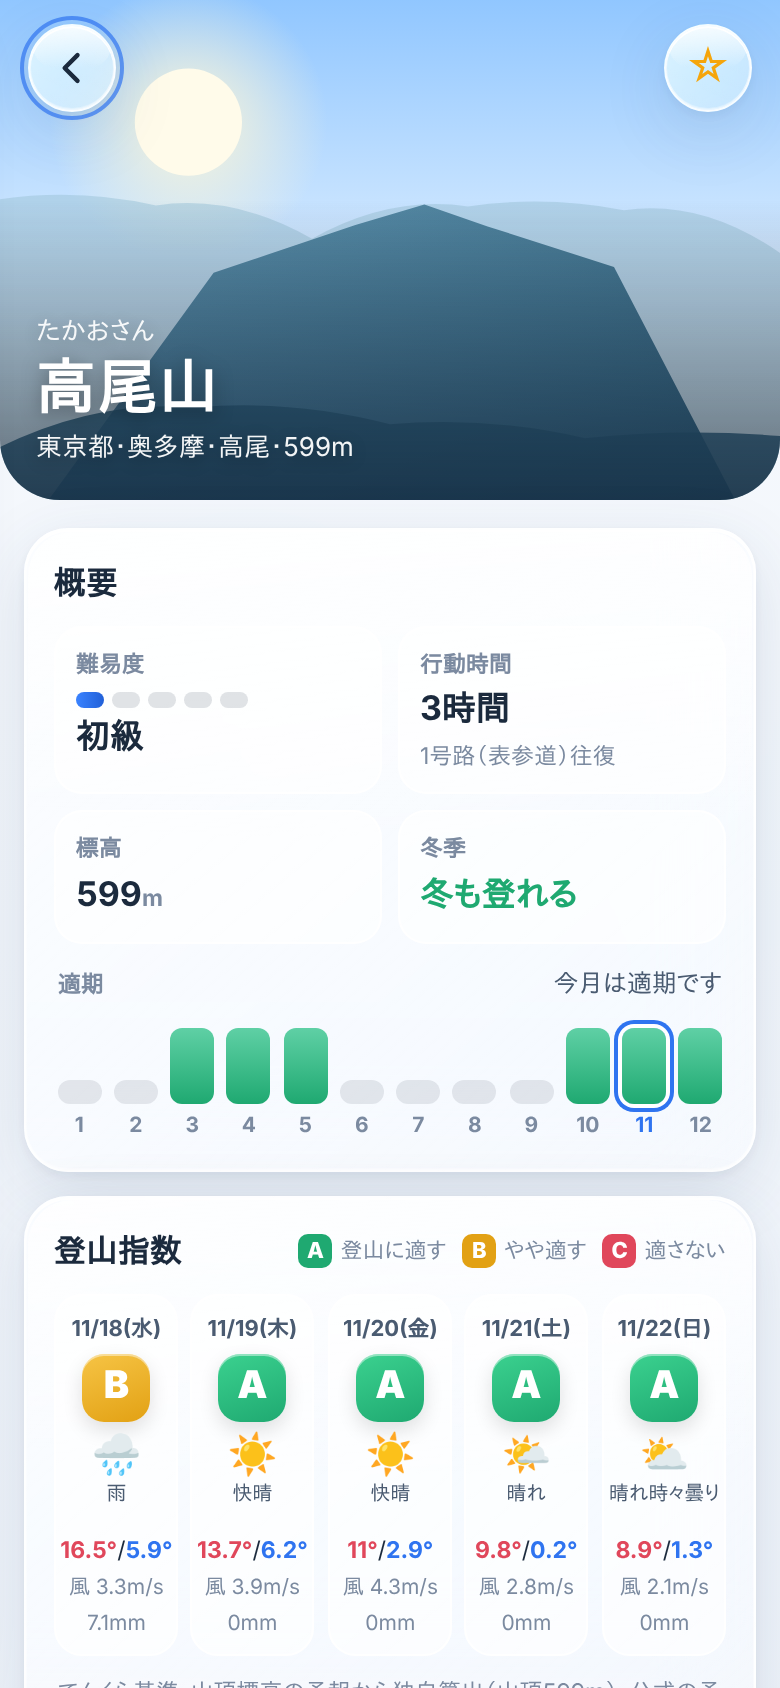 たかおさん
高尾山
東京都・奥多摩・高尾・599m
概要
難易度
初級
行動時間
3時間
1号路（表参道）往復
標高
599m
冬季
冬も登れる
適期
今月は適期です
1 2 3 4 5 6 7 8 9 10 11 12
登山指数
A 登山に適す B やや適す C 適さない
11/18(水) 11/19(木) 11/20(金) 11/21(土) 11/22(日)
B A A A A
雨 快晴 快晴 晴れ 晴れ時々曇り
16.5°/5.9° 13.7°/6.2° 11°/2.9° 9.8°/0.2° 8.9°/1.3°
風 3.3m/s 風 3.9m/s 風 4.3m/s 風 2.8m/s 風 2.1m/s
7.1mm 0mm 0mm 0mm 0mm